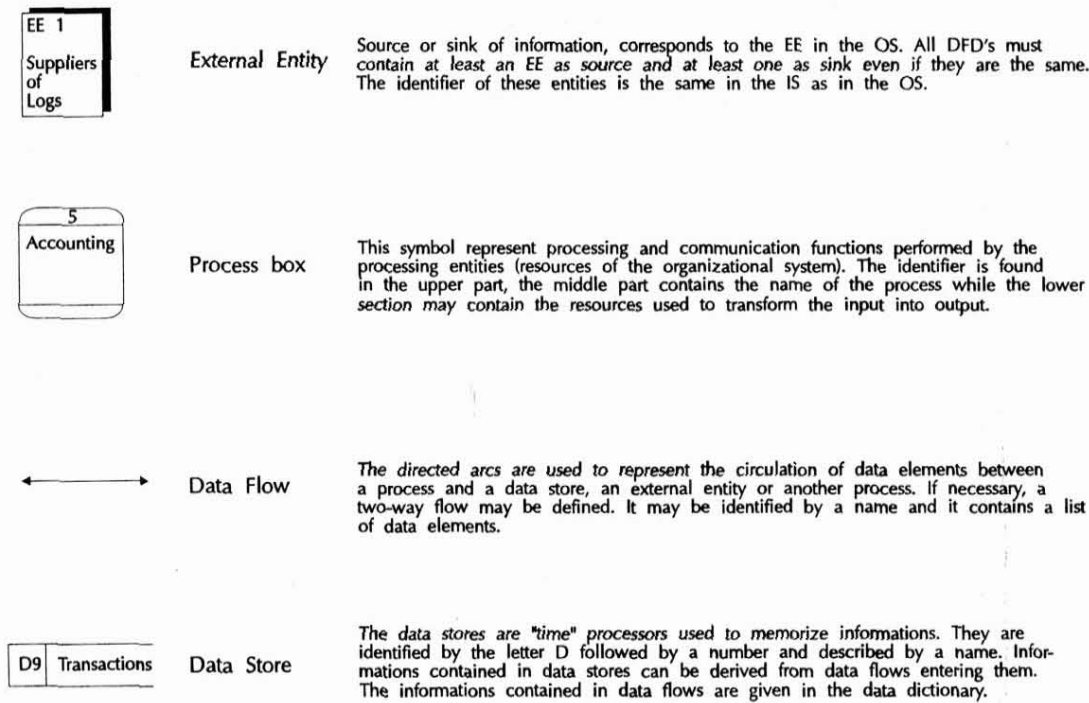 EE 1
Suppliers
of
Logs
External Entity
Source or sink of information, corresponds to the EE in the OS. All DFD's must
contain at least an EE as source and at least one as sink even if they are the same.
The identifier of these entities is the same in the IS as in the OS.
5
Accounting
Process box
This symbol represent processing and communication functions performed by the
processing entities (resources of the organizational system). The identifier is found
in the upper part, the middle part contains the name of the process while the lower
section may contain the resources used to transform the input into output.
Data Flow
The directed arcs are used to represent the circulation of data elements between
a process and a data store, an external entity or another process. If necessary, a
two-way flow may be defined. It may be identified by a name and it contains a list
of data elements.
D9 Transactions
Data Store
The data stores are "time" processors used to memorize informations. They are
identified by the letter D followed by a number and described by a name. Infor-
mations contained in data stores can be derived from data flows entering them.
The informations contained in data flows are given in the data dictionary.